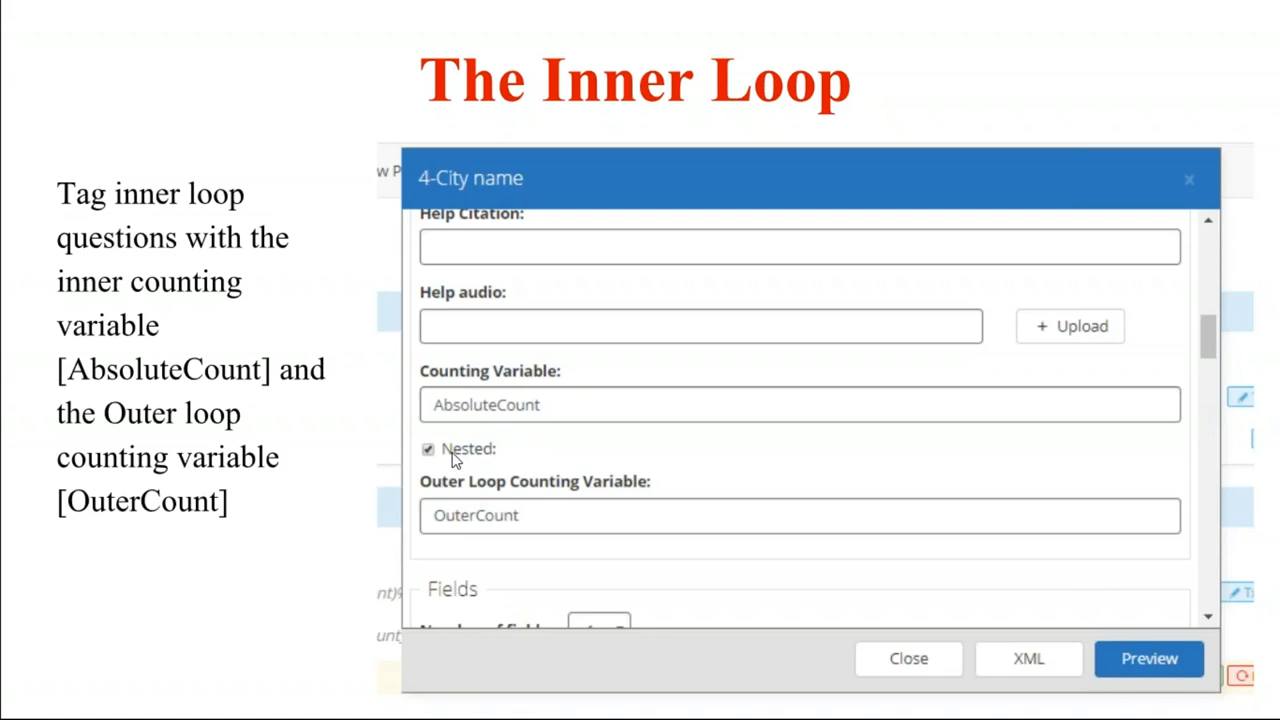 The Inner Loop
Tag inner loop
questions with the
inner counting
variable
[AbsoluteCount] and
the Outer loop
counting variable
[OuterCount]
w P
4-City name
x
Help Citation:
Help audio:
+ Upload
Counting Variable:
AbsoluteCount
Nested:
Outer Loop Counting Variable:
OuterCount
Fields
nt)
unt
Close
XML
Preview